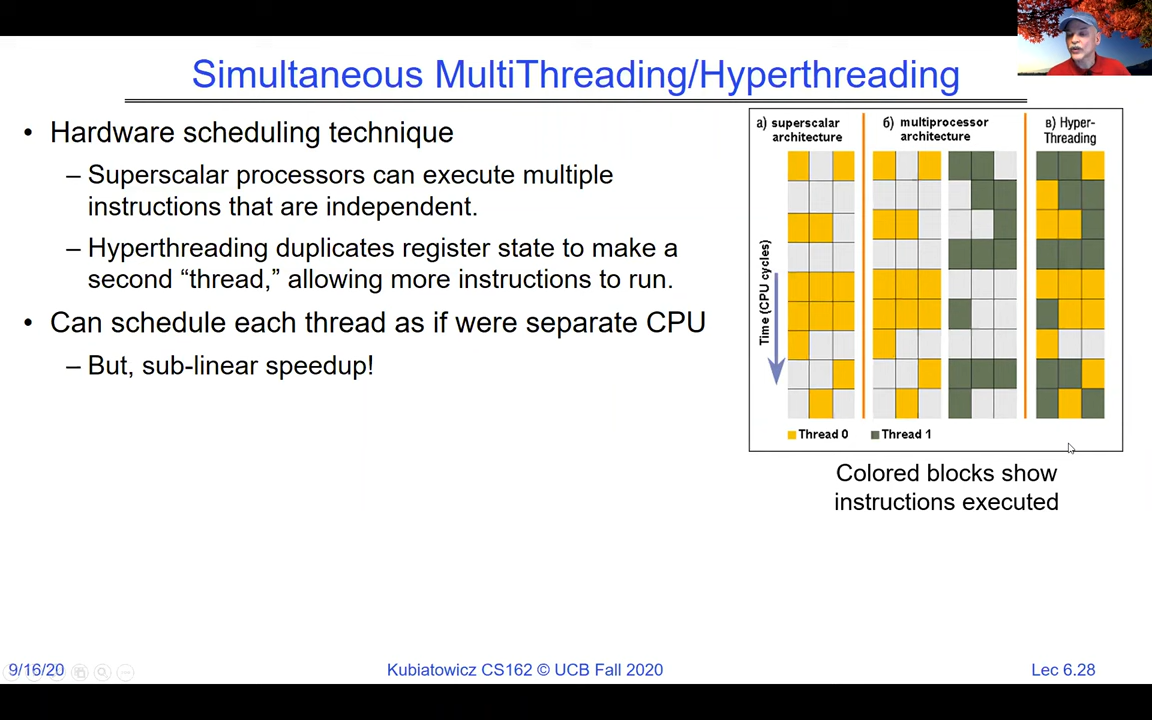 Simultaneous MultiThreading/Hyperthreading
• Hardware scheduling technique
– Superscalar processors can execute multiple
instructions that are independent.
– Hyperthreading duplicates register state to make a
second “thread,” allowing more instructions to run.
• Can schedule each thread as if were separate CPU
– But, sub-linear speedup!
а) superscalar
architecture
б) multiprocessor
architecture
в) Hyper-
Threading
Time (CPU cycles)
Thread 0
Thread 1
Colored blocks show
instructions executed
9/16/20
Kubiatowicz CS162 © UCB Fall 2020
Lec 6.28